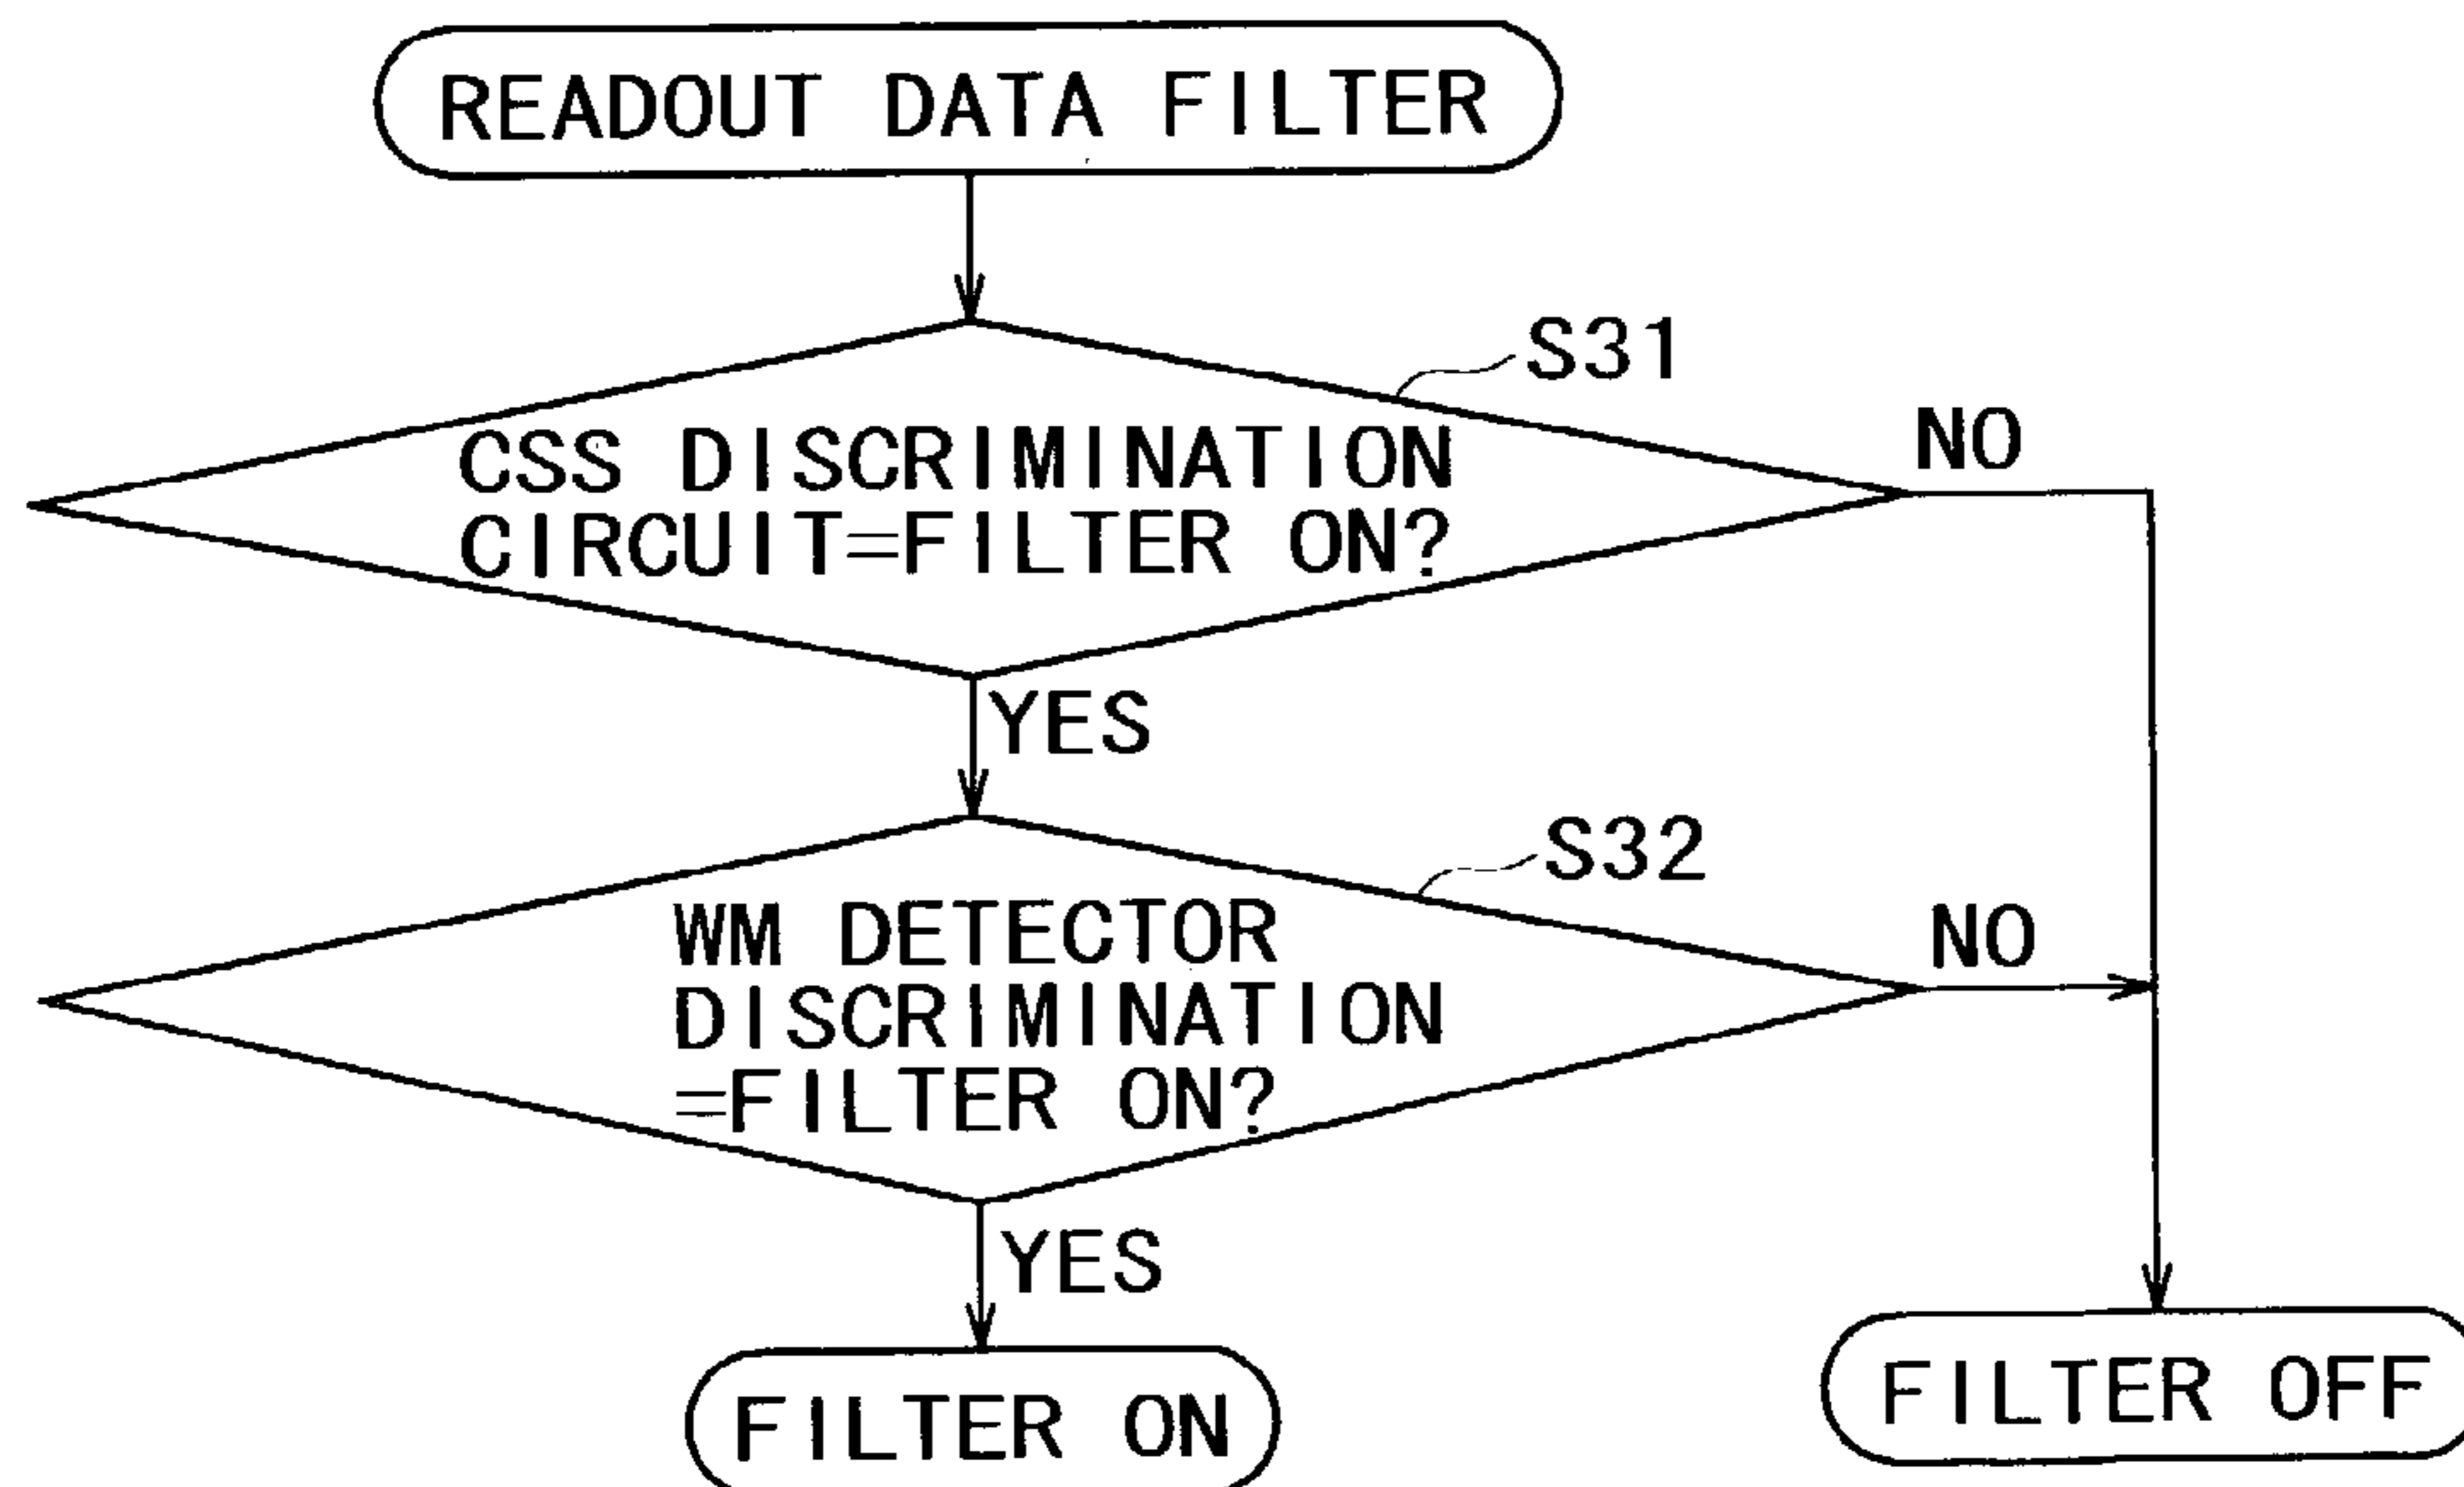 READOUT DATA FILTER
S31
CSS DISCRIMINATION
CIRCUIT=FILTER ON?
NO
YES
S32
WM DETECTOR
DISCRIMINATION
=FILTER ON?
NO
YES
FILTER ON
FILTER OFF